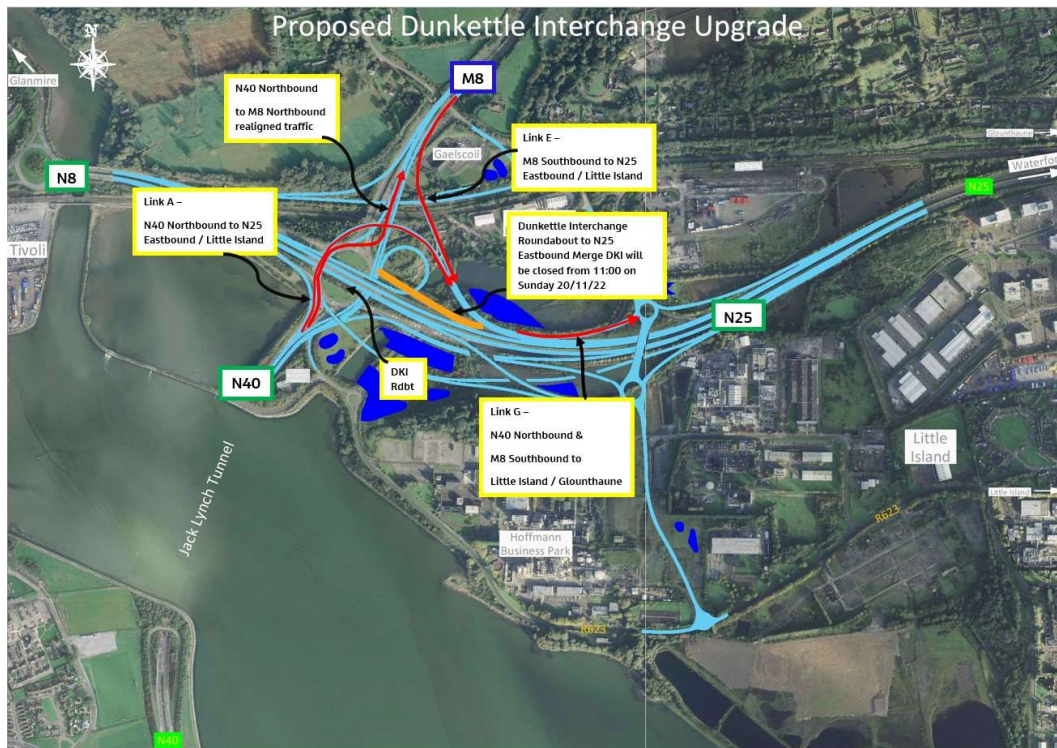 Proposed Dunkettle Interchange Upgrade
N
Glanmire
M8
N40 Northbound
to M8 Northbound
realigned traffic
Gaelscoil
Link E –
M8 Southbound to N25
Eastbound / Little Island
Glounthaune
Waterfo
N25
N8
Link A –
N40 Northbound to N25
Eastbound / Little Island
Tivoli
Dunkettle Interchange
Roundabout to N25
Eastbound Merge DKI will
be closed from 11:00 on
Sunday 20/11/22
N25
N40
DKI
Rdbt
Link G –
N40 Northbound &
M8 Southbound to
Little Island / Glounthaune
Little
Island
Little Island
Jack Lynch Tunnel
R623
Hoffmann
Business Park
R623
N40